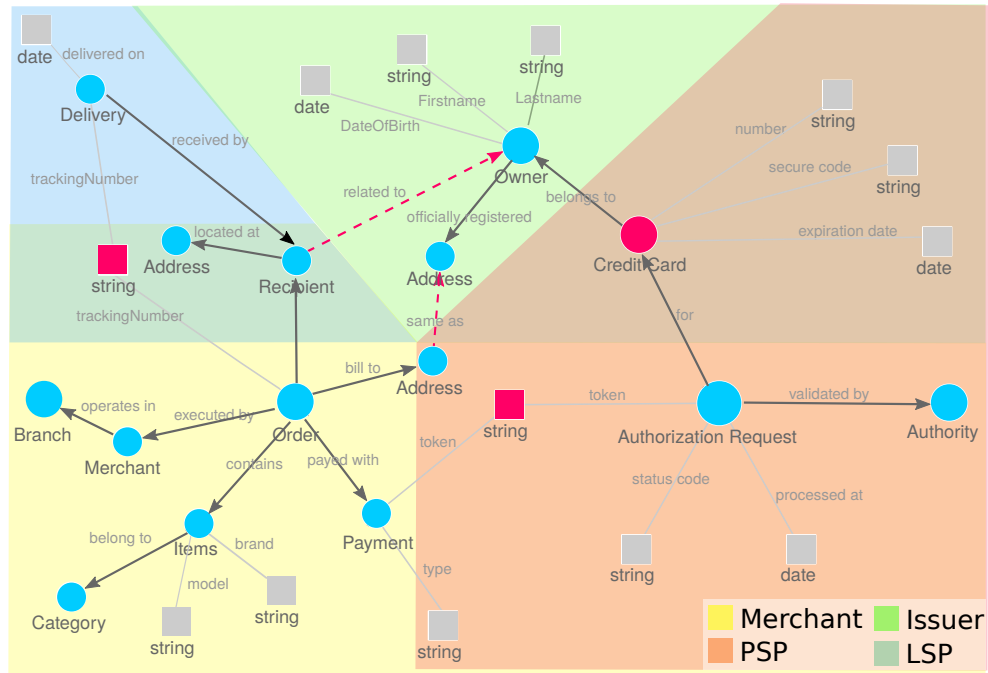 date
delivered on
string
string
string
date
Firstname
Lastname
Delivery
DateOfBirth
number
string
received by
secure code
string
trackingNumber
related to
Owner
belongs to
officially registered
located at
expiration date
Address
Recipient
Address
Credit Card
date
string
trackingNumber
same as
for
bill to
Address
operates in
executed by
token
validated by
Branch
Order
string
Authorization Request
Authority
Merchant
contains
payed with
token
status code
processed at
belong to
Items
brand
Payment
model
type
string
date
Category
string
string
string
Merchant
Issuer
PSP
LSP